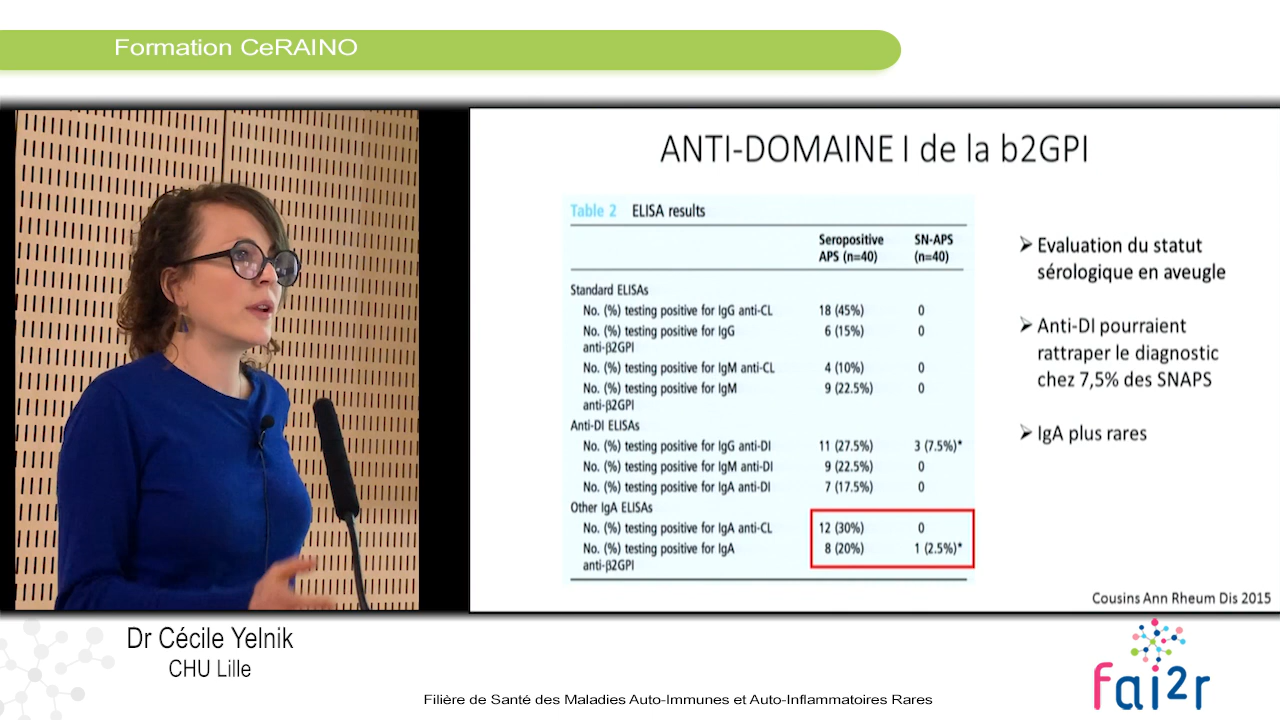 Formation CeRAINO
ANTI-DOMAINE I de la b2GPI
Table 2 ELISA results
Seropositive SN-APS
APS (n=40) (n=40)
Standard ELISAs
No. (%) testing positive for IgG anti-CL 18 (45%) 0
No. (%) testing positive for IgG 6 (15%) 0
anti-β2GPI
No. (%) testing positive for IgM anti-CL 4 (10%) 0
No. (%) testing positive for IgM 9 (22.5%) 0
anti-β2GPI
Anti-DI ELISAs
No. (%) testing positive for IgG anti-DI 11 (27.5%) 3 (7.5%)*
No. (%) testing positive for IgM anti-DI 9 (22.5%) 0
No. (%) testing positive for IgA anti-DI 7 (17.5%) 0
Other IgA ELISAs
No. (%) testing positive for IgA anti-CL 12 (30%) 0
No. (%) testing positive for IgA 8 (20%) 1 (2.5%)*
anti-β2GPI
➢ Evaluation du statut
sérologique en aveugle
➢ Anti-DI pourraient
rattraper le diagnostic
chez 7,5% des SNAPS
➢ IgA plus rares
Cousins Ann Rheum Dis 2015
Dr Cécile Yelnik
CHU Lille
Filière de Santé des Maladies Auto-Immunes et Auto-Inflammatoires Rares
fai2r